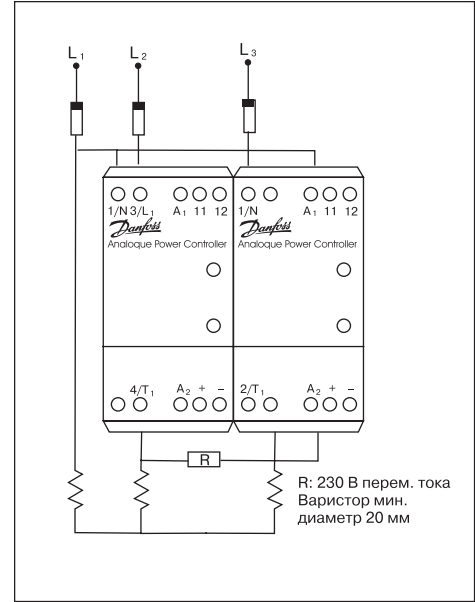 L1 L2 L3
1/N 3/L1 A1 11 12 1/N A1 11 12
Danfoss Danfoss
Analoque Power Controller Analoque Power Controller
4/T1 A2 + – 2/T1 A2 + –
R
R: 230 В перем. тока
Варистор мин.
диаметр 20 мм